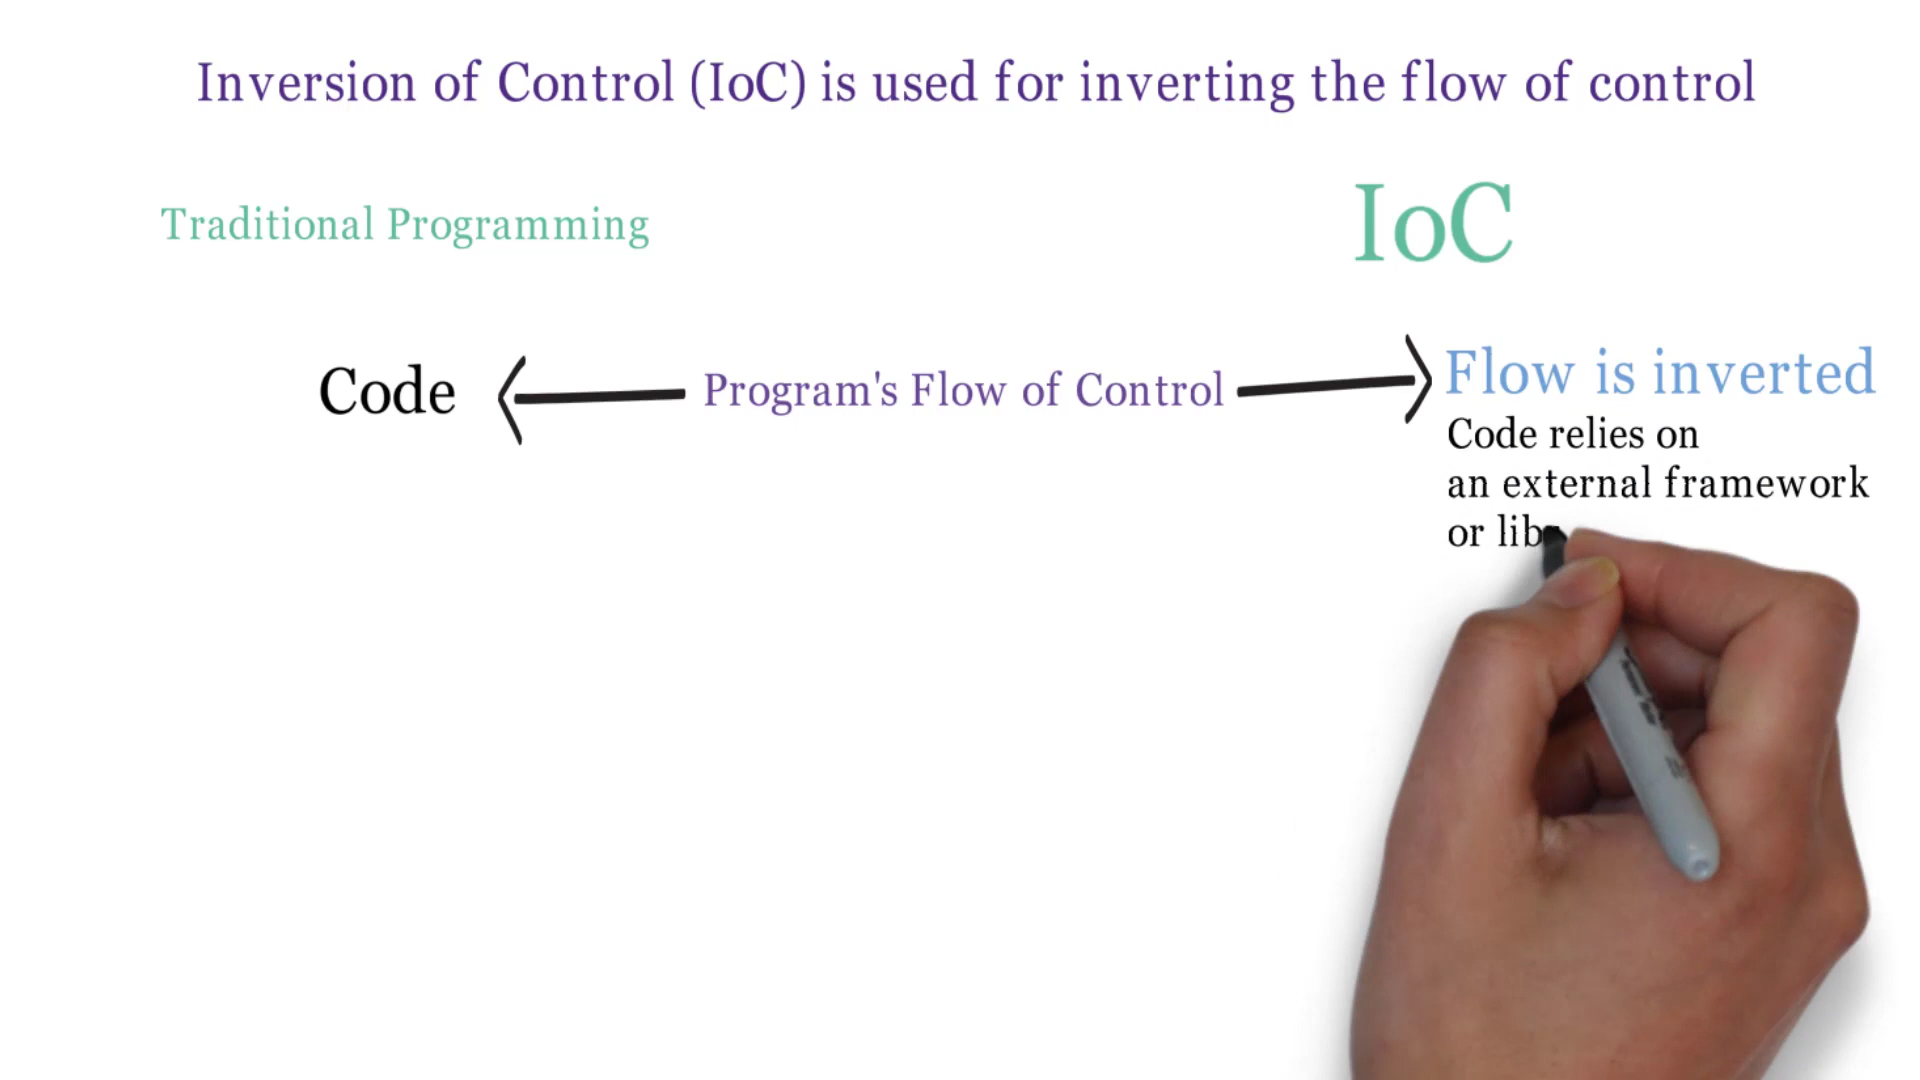 Inversion of Control (IoC) is used for inverting the flow of control
Traditional Programming
IoC
Code
Program's Flow of Control
Flow is inverted
Code relies on
an external framework
or lib